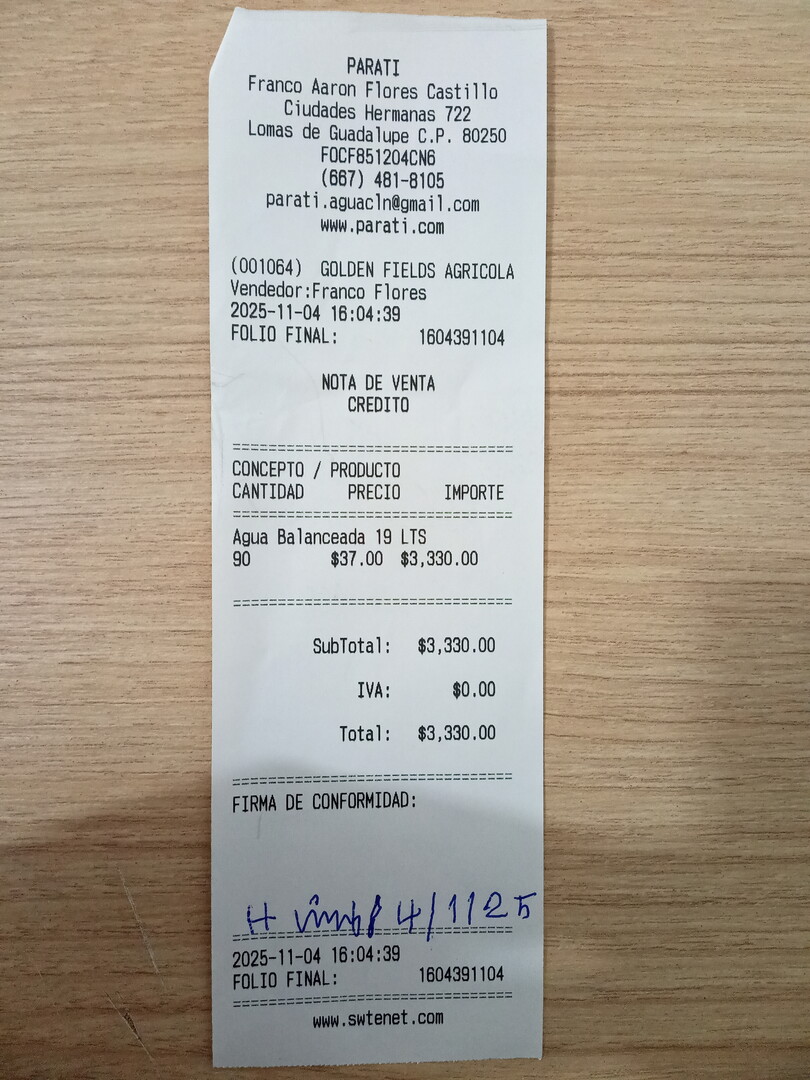 PARATI
Franco Aaron Flores Castillo
Ciudades Hermanas 722
Lomas de Guadalupe C.P. 80250
FOCF851204CN6
(667) 481-8105
parati.aguacln@gmail.com
www.parati.com
(001064) GOLDEN FIELDS AGRICOLA
Vendedor:Franco Flores
2025-11-04 16:04:39
FOLIO FINAL: 1604391104
NOTA DE VENTA
CREDITO
================================
CONCEPTO / PRODUCTO
CANTIDAD PRECIO IMPORTE
================================
Agua Balanceada 19 LTS
90 $37.00 $3,330.00
================================
SubTotal: $3,330.00
IVA: $0.00
Total: $3,330.00
================================
FIRMA DE CONFORMIDAD:
4/1125
================================
2025-11-04 16:04:39
FOLIO FINAL: 1604391104
================================
www.swtenet.com